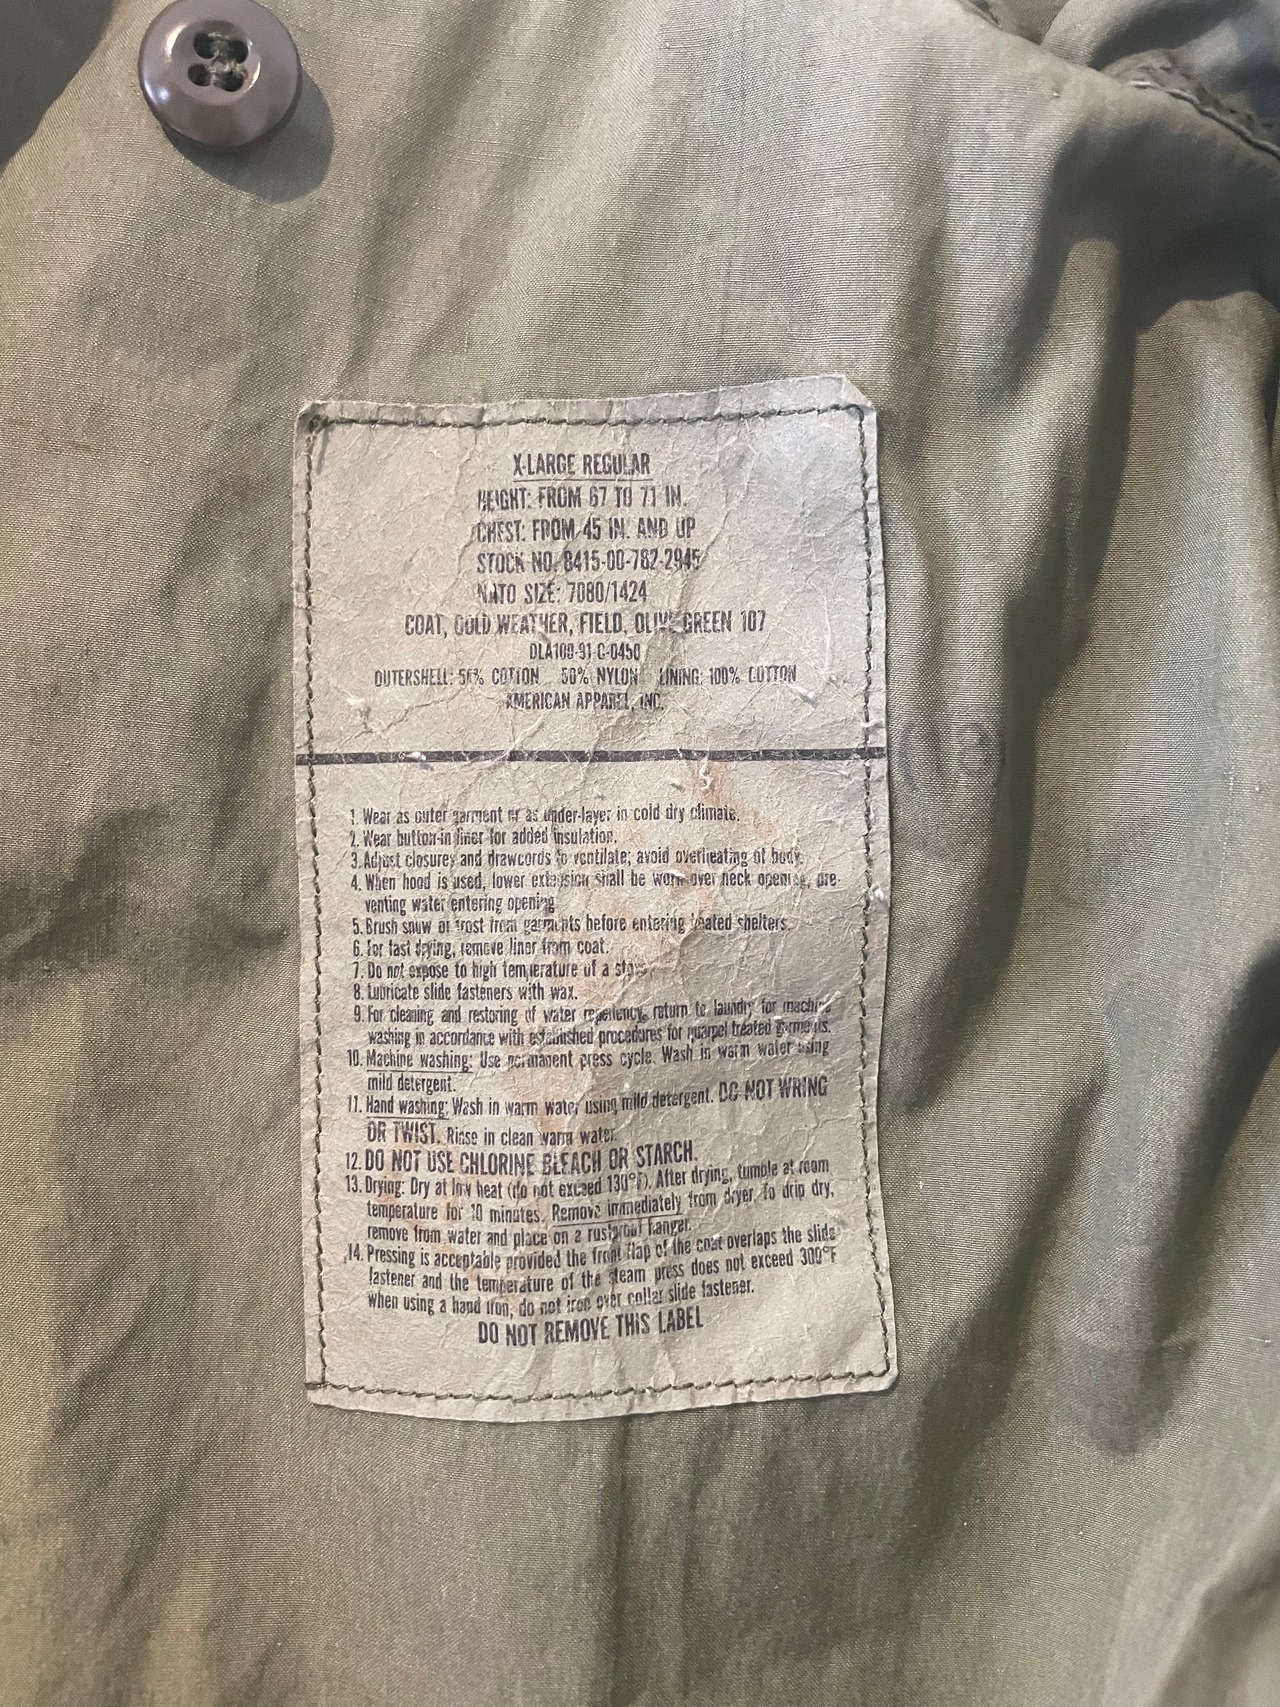 X-LARGE REGULAR
HEIGHT: FROM 67 TO 71 IN.
CHEST: FROM 45 IN. AND UP
STOCK NO. 8415-00-782-2945
NATO SIZE: 7080/1424
COAT, COLD WEATHER, FIELD, OLIVE GREEN 107
DLA100-91-C-0450
OUTERSHELL: 50% COTTON 50% NYLON LINING: 100% COTTON
AMERICAN APPAREL, INC.
1. Wear as outer garment or as under-layer in cold dry climate.
2. Wear button-in liner for added insulation.
3. Adjust closures and drawcords to ventilate; avoid overheating of body.
4. When hood is used, lower extension shall be worn over neck opening, pre-
venting water entering opening
5. Brush snow or frost from garments before entering heated shelters.
6. For fast drying, remove liner from coat.
7. Do not expose to high temperature of a stove
8. Lubricate slide fasteners with wax.
9. For cleaning and restoring of water repellency, return to laundry for machine
washing in accordance with established procedures for quarpel treated garments.
10. Machine washing: Use permanent press cycle. Wash in warm water using
mild detergent.
11. Hand washing: Wash in warm water using mild detergent. DO NOT WRING
OR TWIST. Rinse in clean warm water.
12. DO NOT USE CHLORINE BLEACH OR STARCH.
13. Drying: Dry at low heat (do not exceed 130°F). After drying, tumble at room
temperature for 10 minutes. Remove immediately from dryer. To drip dry,
remove from water and place on a rustproof hanger.
14. Pressing is acceptable provided the front flap of the coat overlaps the slide
fastener and the temperature of the steam press does not exceed 300°F
when using a hand iron, do not iron over collar slide fastener.
DO NOT REMOVE THIS LABEL